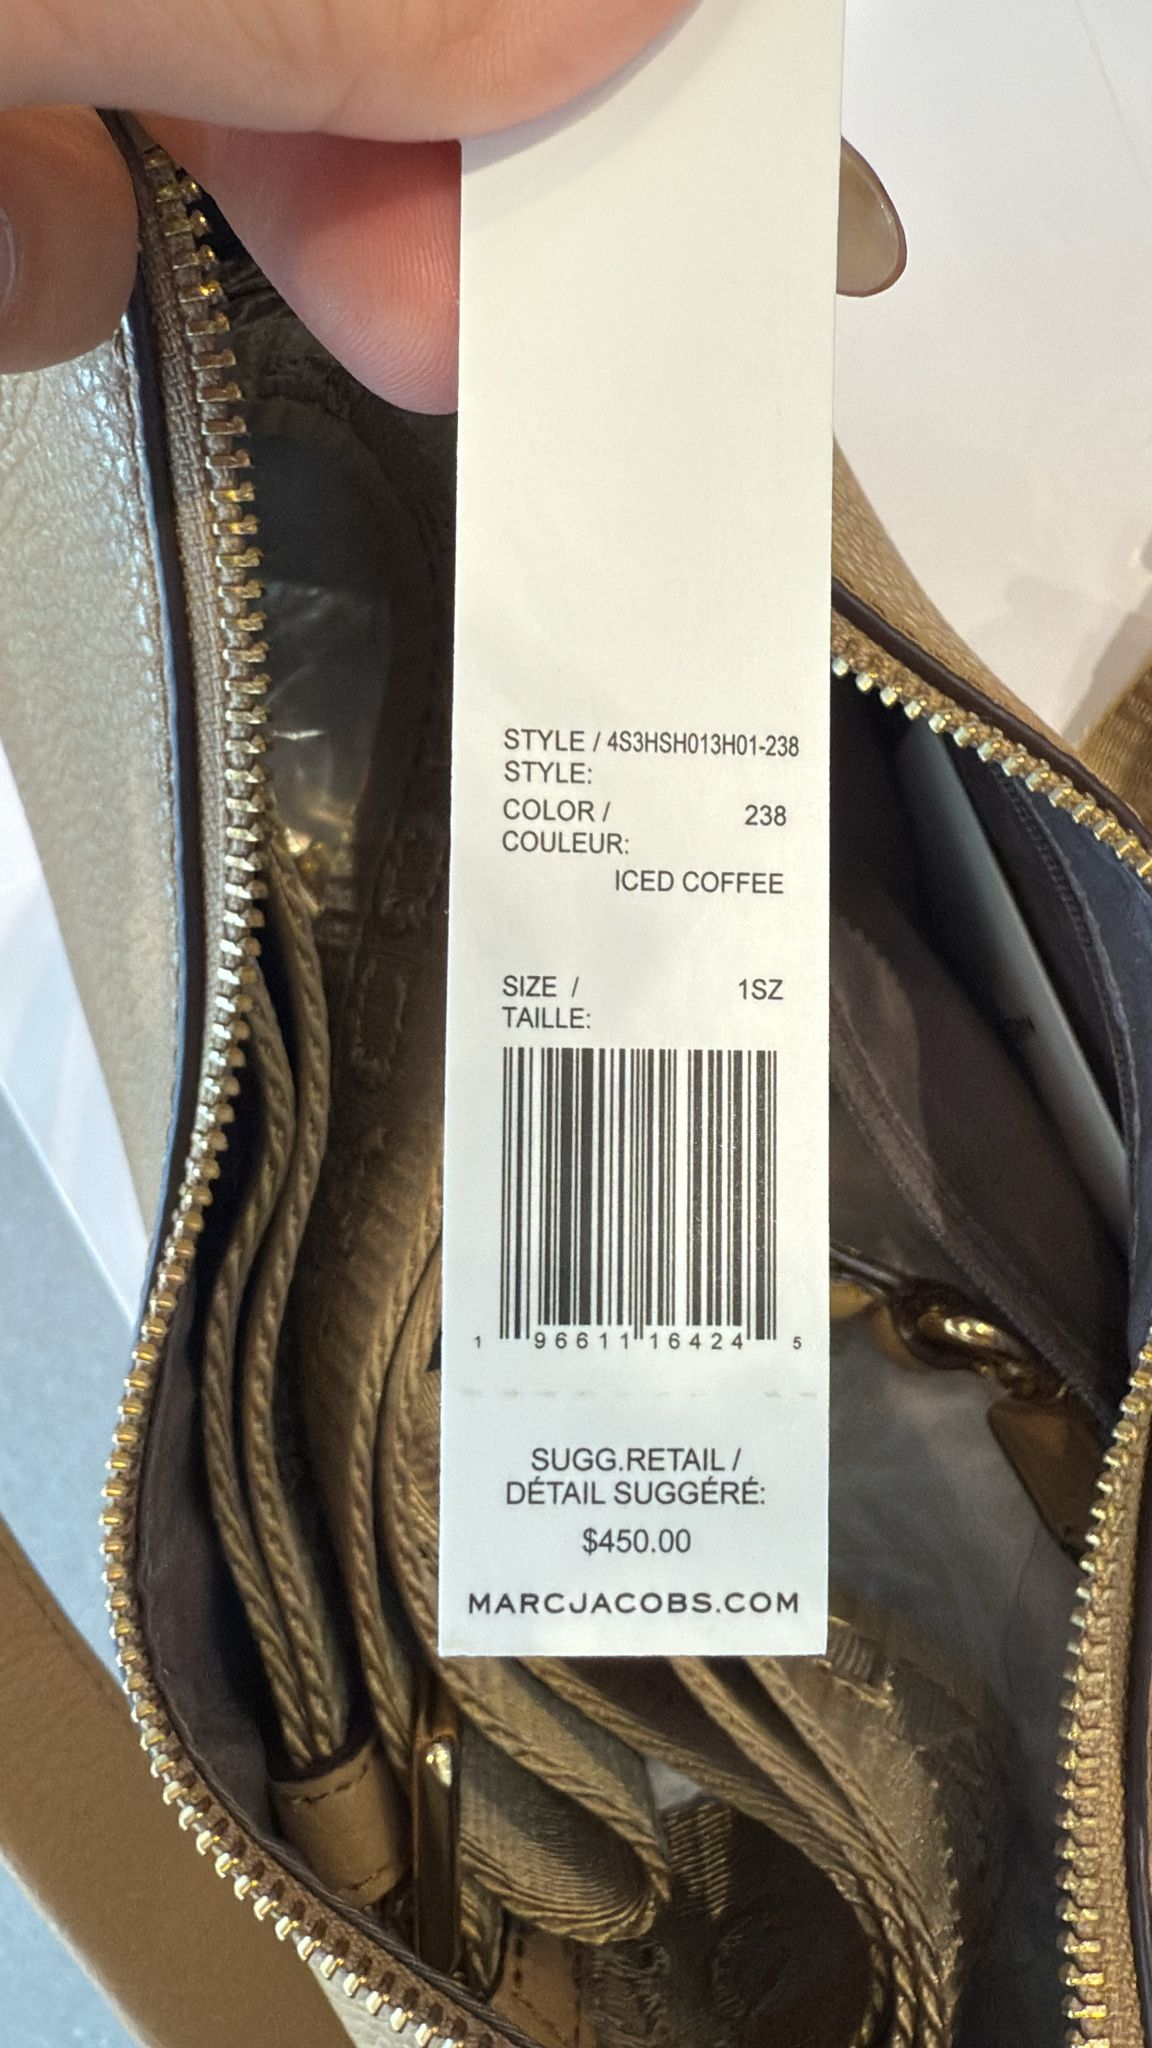 STYLE / 4S3HSH013H01-238
STYLE:
COLOR / 238
COULEUR:
ICED COFFEE
SIZE / 1SZ
TAILLE:
1 96611 16424 5
SUGG.RETAIL /
DÉTAIL SUGGÉRÉ:
$450.00
MARCJACOBS.COM